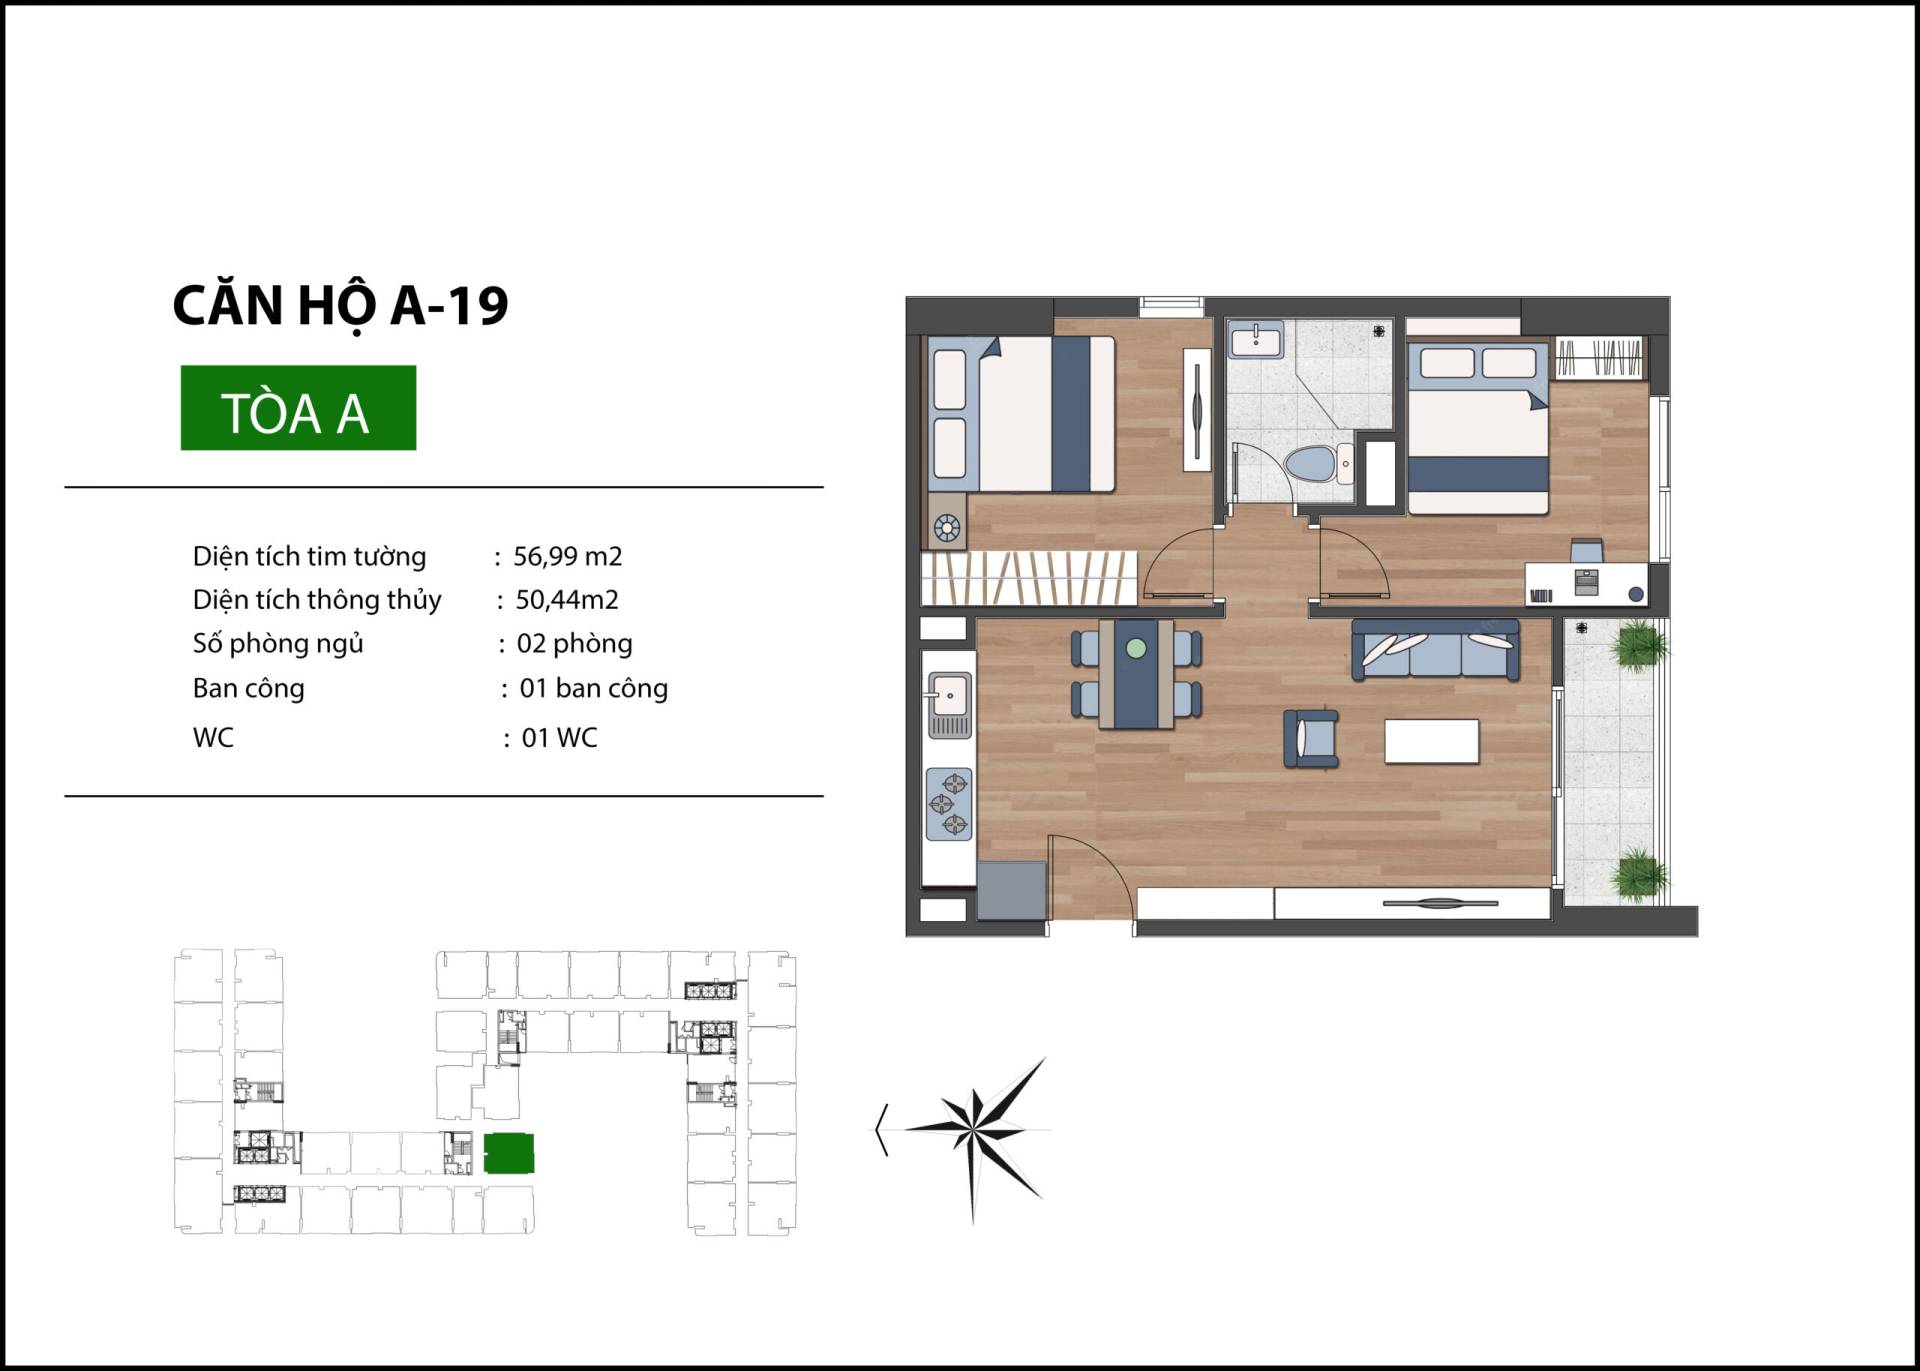 CĂN HỘ A-19
TÒA A
Diện tích tim tường : 56,99 m2
Diện tích thông thủy : 50,44m2
Số phòng ngủ : 02 phòng
Ban công : 01 ban công
WC : 01 WC